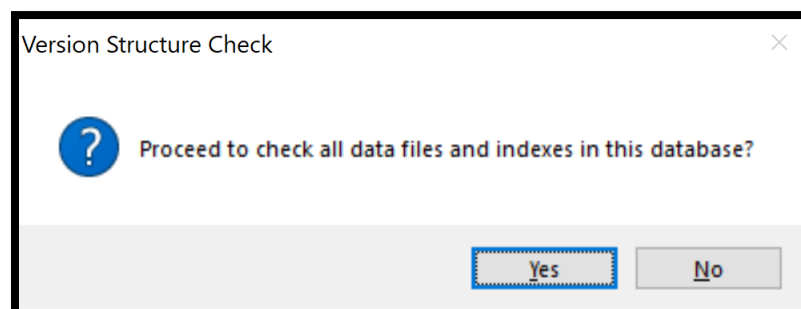 Version Structure Check
Proceed to check all data files and indexes in this database?
Yes
No